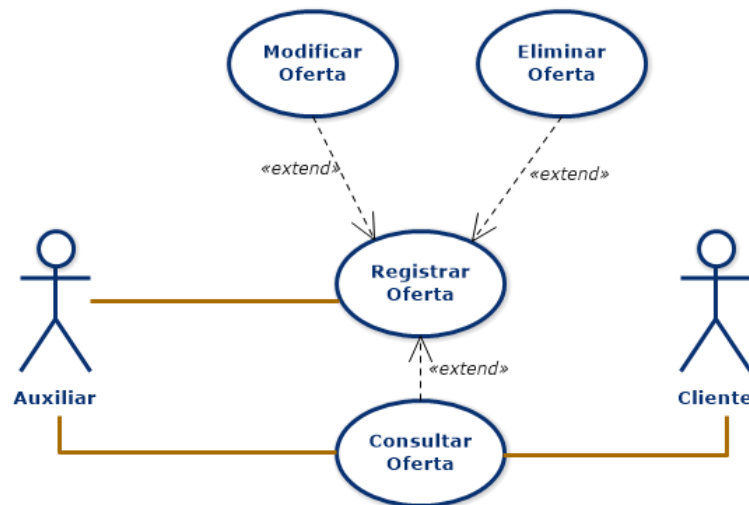 Modificar
Oferta
Eliminar
Oferta
«extend»
«extend»
Registrar
Oferta
«extend»
Auxiliar
Cliente
Consultar
Oferta